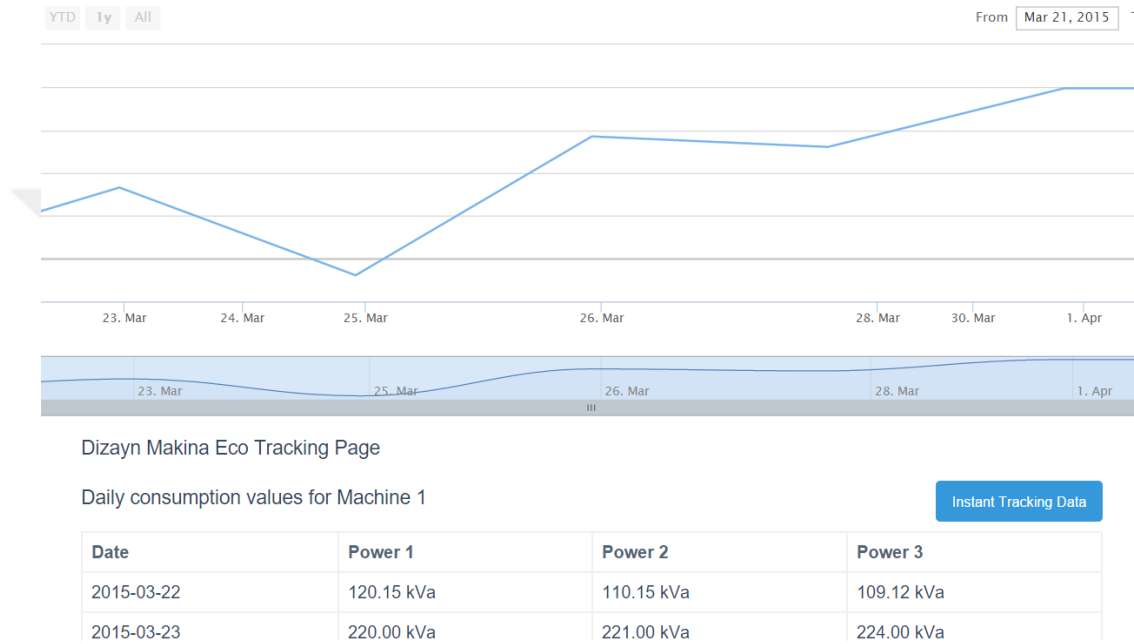 YTD 1y All From Mar 21, 2015
23. Mar 24. Mar 25. Mar 26. Mar 28. Mar 30. Mar 1. Apr
23. Mar 25. Mar 26. Mar 28. Mar 1. Apr
Dizayn Makina Eco Tracking Page
Daily consumption values for Machine 1
Instant Tracking Data
Date Power 1 Power 2 Power 3
2015-03-22 120.15 kVa 110.15 kVa 109.12 kVa
2015-03-23 220.00 kVa 221.00 kVa 224.00 kVa